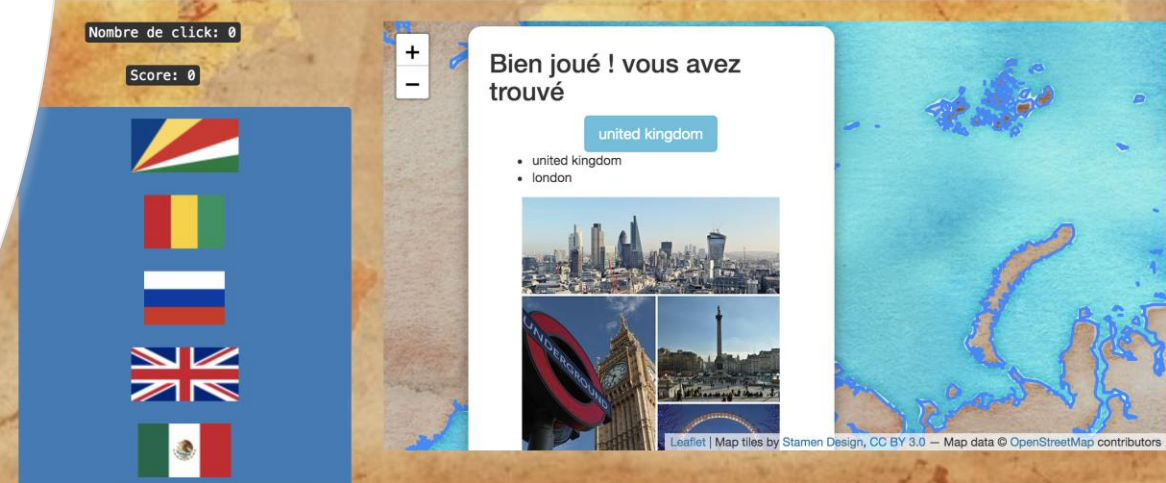 Nombre de click: 0
Score: 0
+
−
Bien joué ! vous avez
trouvé
united kingdom
• united kingdom
• london
UNDERGROUND
Leaflet | Map tiles by Stamen Design, CC BY 3.0 — Map data © OpenStreetMap contributors